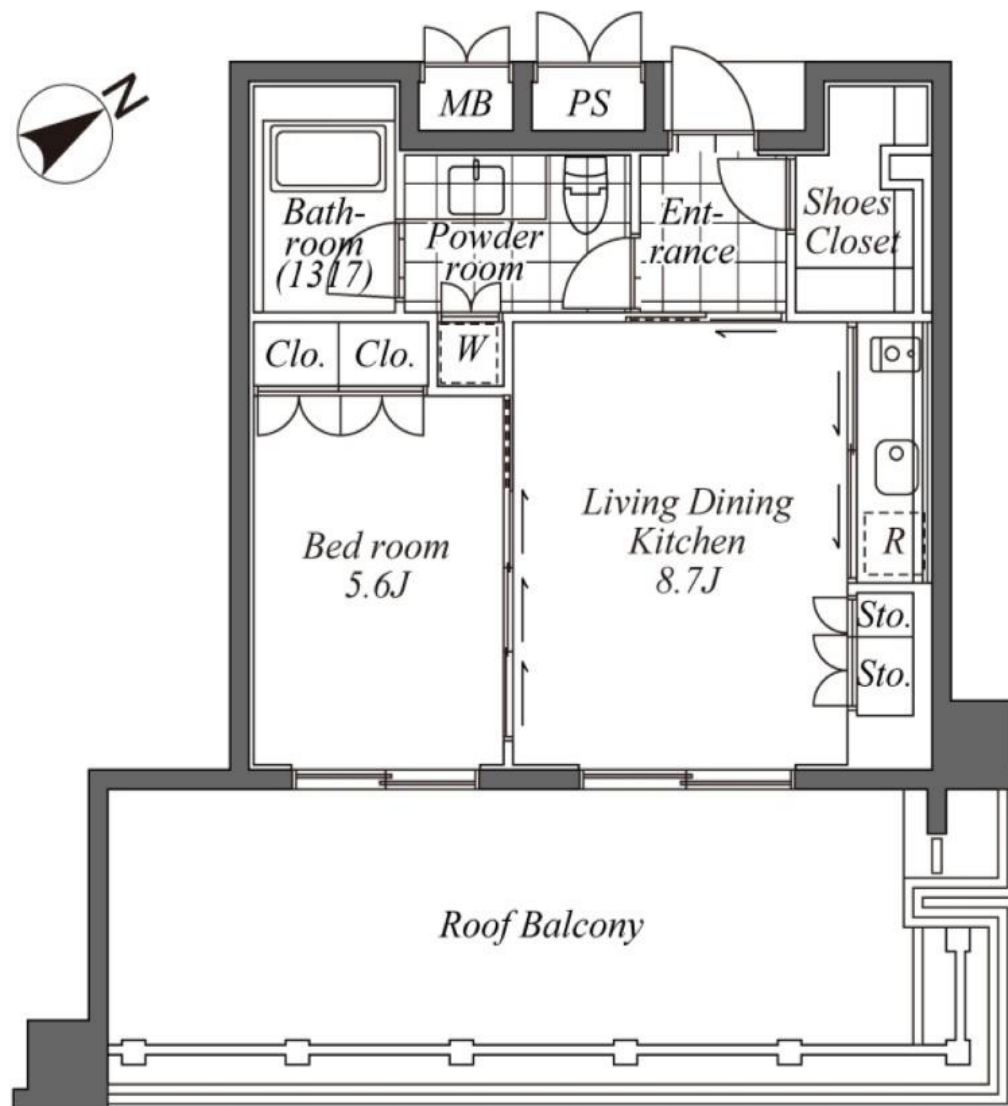 N
MB
PS
Bath-
room
(1317)
Powder
room
Ent-
rance
Shoes
Closet
Clo.
Clo.
W
Bed room
5.6J
Living Dining
Kitchen
8.7J
R
Sto.
Sto.
Roof Balcony